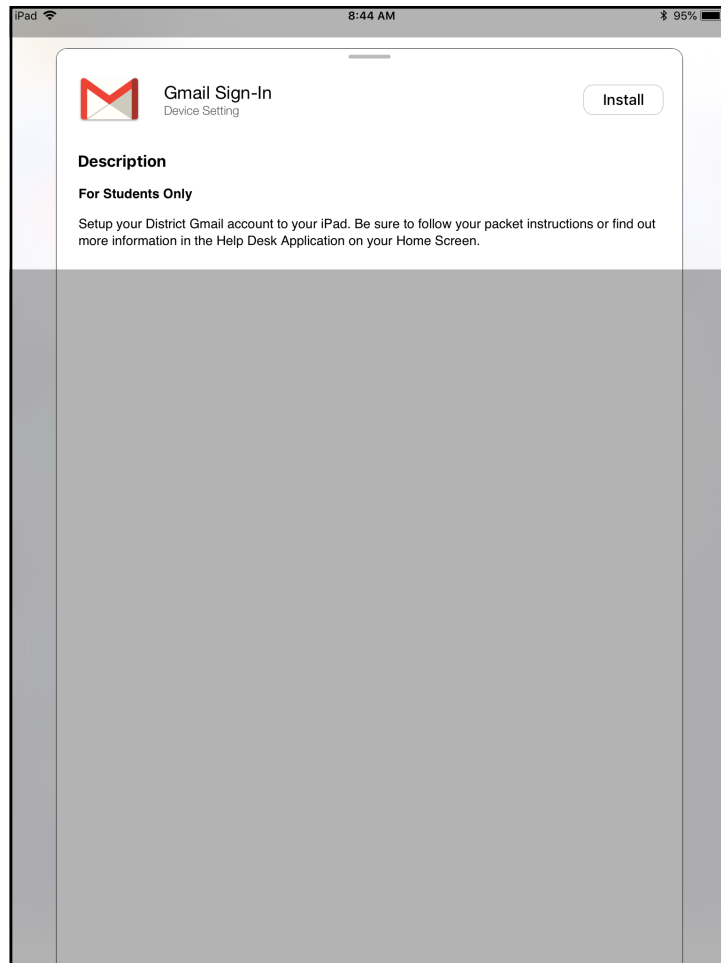 iPad 8:44 AM 95%
Gmail Sign-In
Device Setting
Install
Description
For Students Only
Setup your District Gmail account to your iPad. Be sure to follow your packet instructions or find out
more information in the Help Desk Application on your Home Screen.